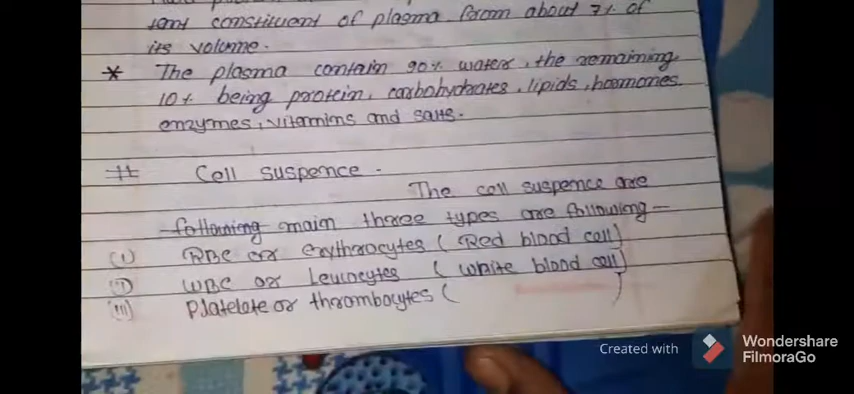 tant constituent of plasma from about 7% of
its volume.
* The plasma contain 90% water, the remaining
10% being protein, carbohydrates, lipids, hormones
enzymes, vitamins and salts.
# Cell suspence -
The cell suspence are
following main three types are following -
(i) RBC or erythrocytes ( Red blood cell)
(ii) WBC or Leucocytes ( White blood cell)
(iii) Platelete or thrombocytes ( )
Created with Wondershare
FilmoraGo